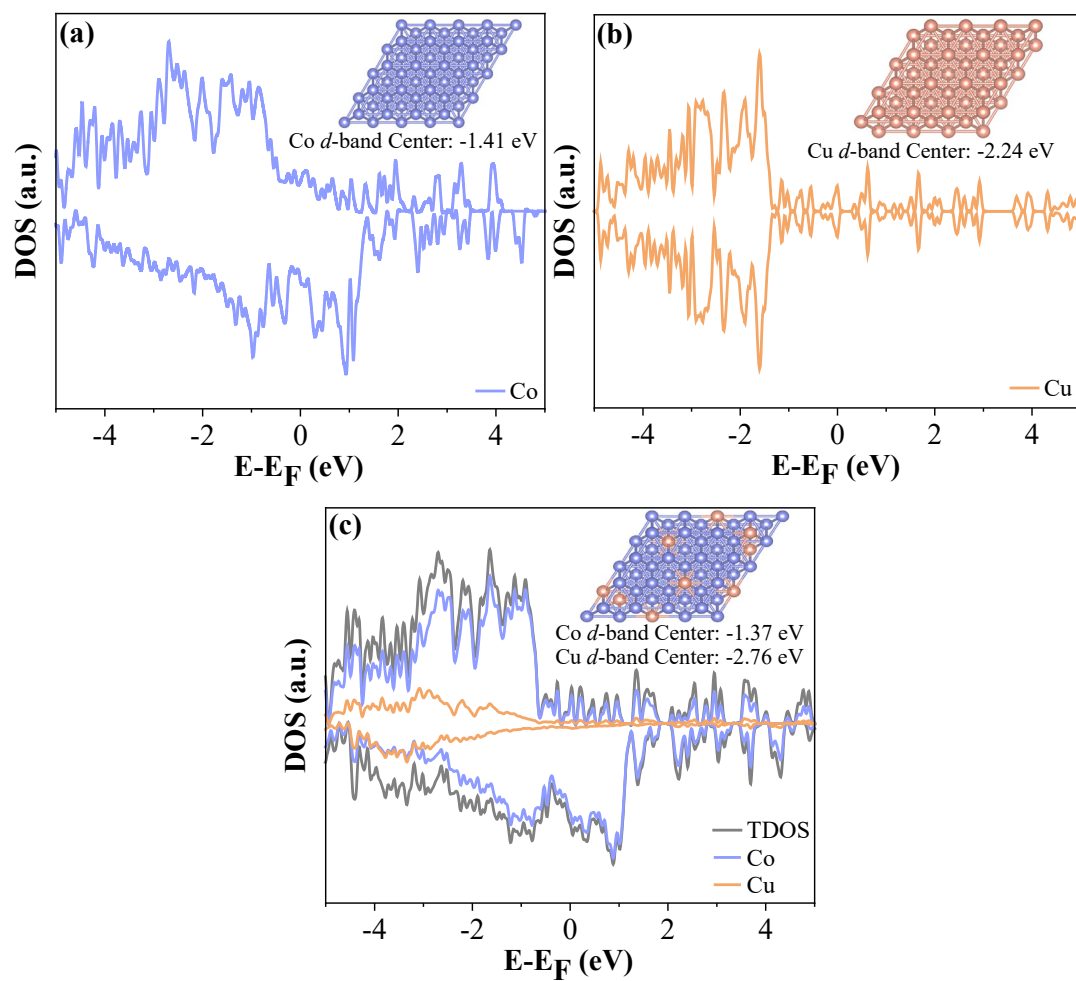 (a)
Co d-band Center: -1.41 eV
DOS (a.u.)
Co
-4 -2 0 2 4
E-EF (eV)
(b)
Cu d-band Center: -2.24 eV
DOS (a.u.)
Cu
-4 -2 0 2 4
E-EF (eV)
(c)
Co d-band Center: -1.37 eV
Cu d-band Center: -2.76 eV
DOS (a.u.)
TDOS
Co
Cu
-4 -2 0 2 4
E-EF (eV)